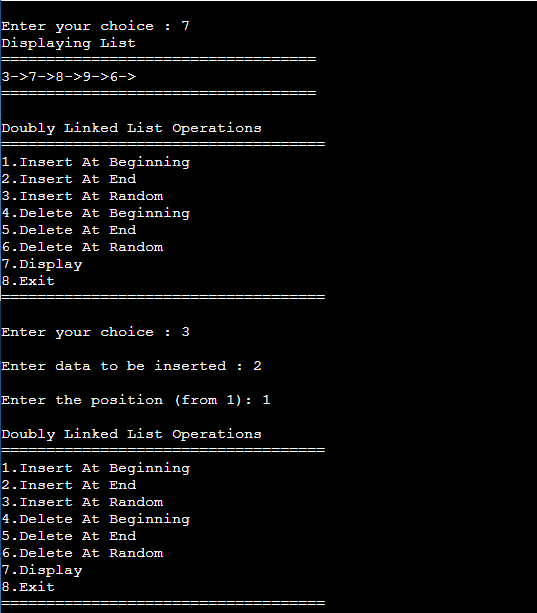 Enter your choice : 7
Displaying List
===================================
3->7->8->9->6->
===================================
Doubly Linked List Operations
====================================
1.Insert At Beginning
2.Insert At End
3.Insert At Random
4.Delete At Beginning
5.Delete At End
6.Delete At Random
7.Display
8.Exit
====================================
Enter your choice : 3
Enter data to be inserted : 2
Enter the position (from 1): 1
Doubly Linked List Operations
====================================
1.Insert At Beginning
2.Insert At End
3.Insert At Random
4.Delete At Beginning
5.Delete At End
6.Delete At Random
7.Display
8.Exit
====================================